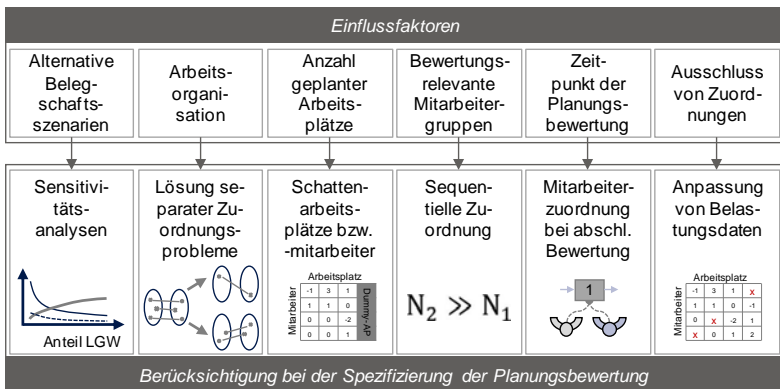 Einflussfaktoren
Alternative
Beleg-
schafts-
szenarien
Arbeits-
organi-
sation
Anzahl
geplanter
Arbeits-
plätze
Bewertungs-
relevante
Mitarbeiter-
gruppen
Zeit-
punkt der
Planungs-
bewertung
Ausschluss
von Zuord-
nungen
Sensitivi-
täts-
analysen
Anteil LGW
Lösung se-
parater Zu-
ordnungs-
probleme
Schatten-
arbeits-
plätze bzw.
-mitarbeiter
Arbeitsplatz
Mitarbeiter
-1 3 1
1 1 0
0 0 -2
0 0 1
Dummy-AP
Sequen-
tielle Zu-
ordnung
N₂ ≫ N₁
Mitarbeiter-
zuordnung
bei abschl.
Bewertung
1
Anpassung
von Belas-
tungsdaten
Arbeitsplatz
Mitarbeiter
-1 3 1 x
1 1 0 -1
0 x -2 1
x 0 1 2
Berücksichtigung bei der Spezifizierung der Planungsbewertung